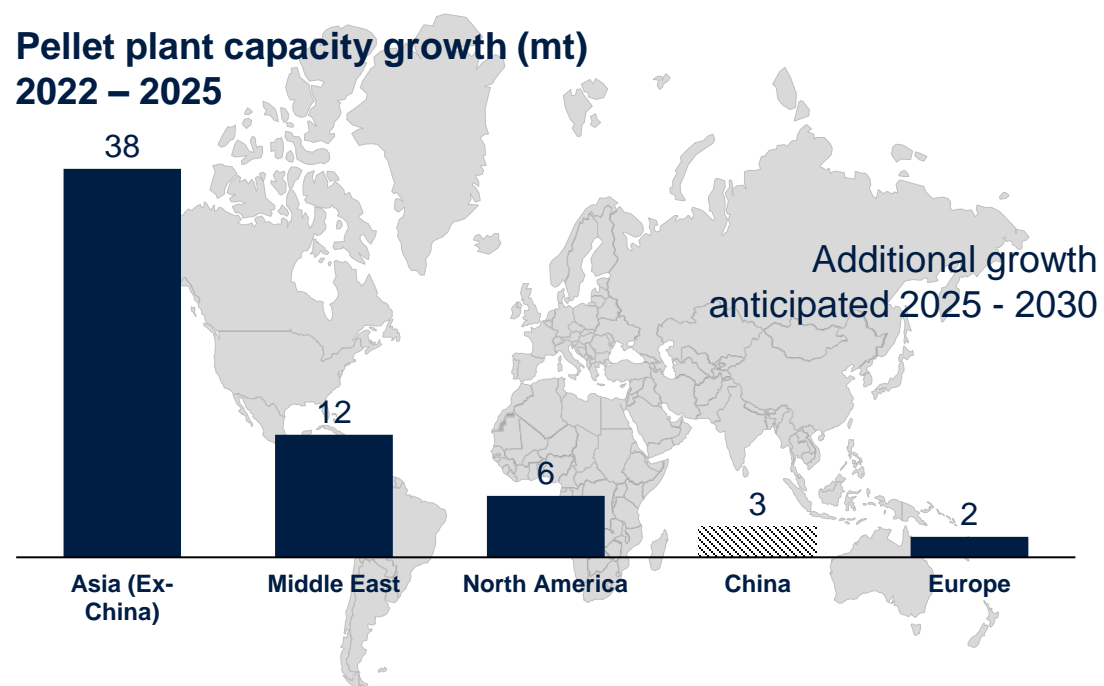 Pellet plant capacity growth (mt)
2022 – 2025
38
Additional growth
anticipated 2025 - 2030
12
6
3
2
Asia (Ex-
China)
Middle East
North America
China
Europe